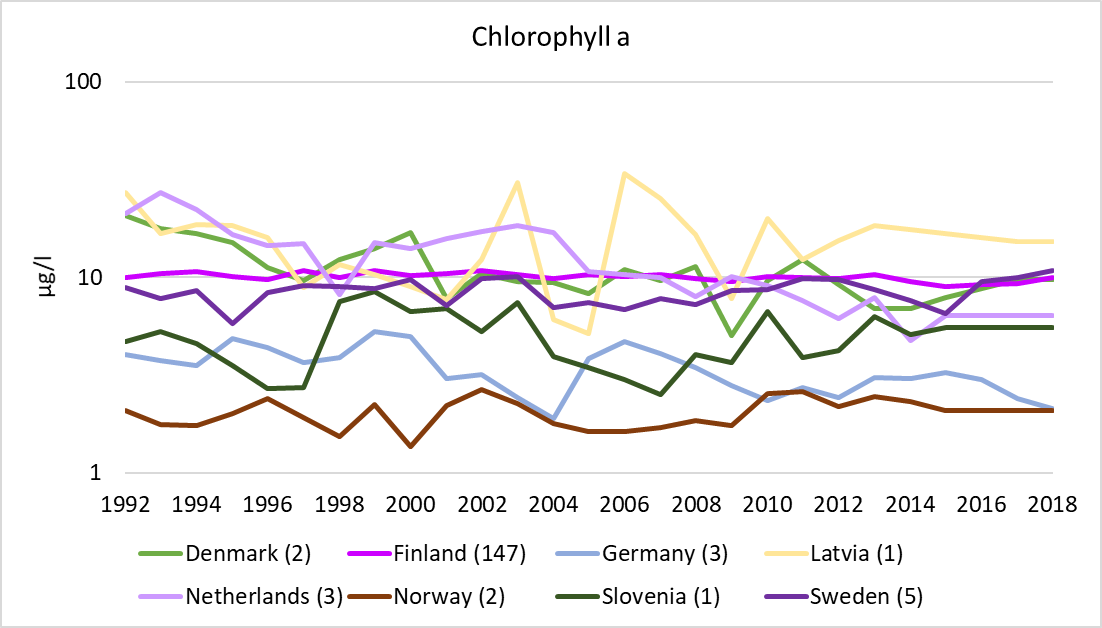 Chlorophyll a
100
10
1
µg/l
1992 1994 1996 1998 2000 2002 2004 2006 2008 2010 2012 2014 2016 2018
Denmark (2) Finland (147) Germany (3) Latvia (1)
Netherlands (3) Norway (2) Slovenia (1) Sweden (5)